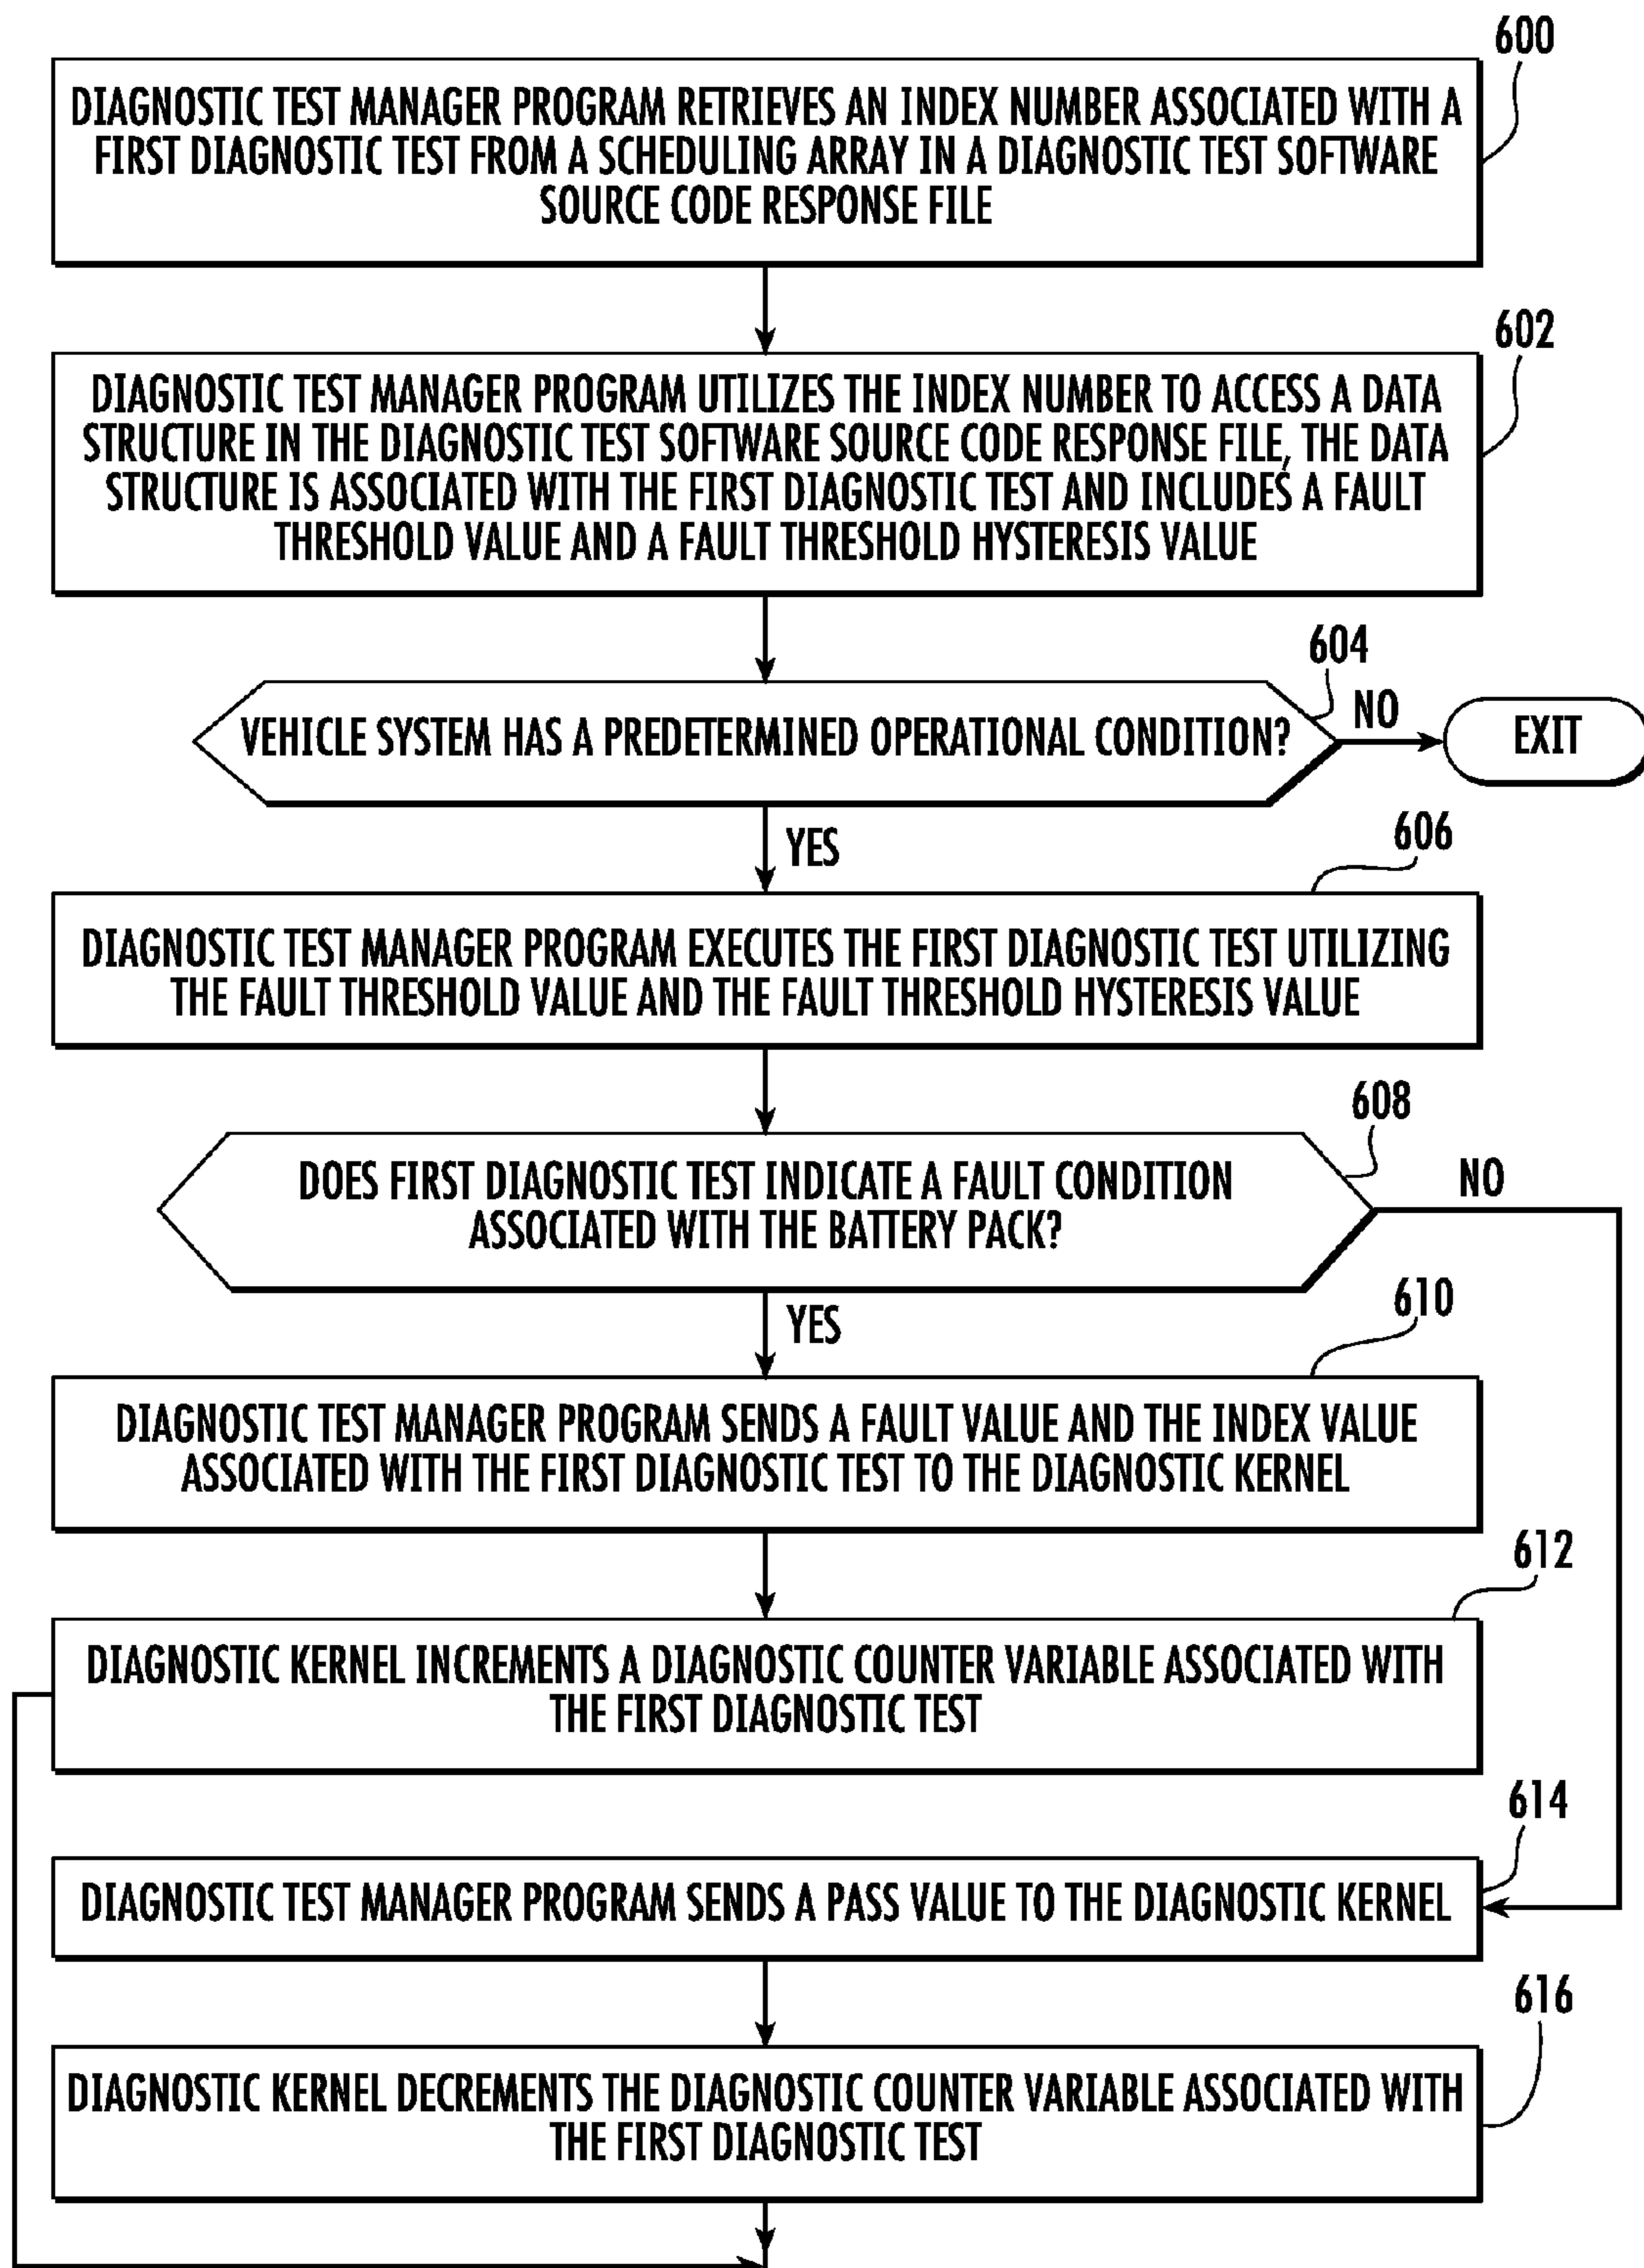 600
DIAGNOSTIC TEST MANAGER PROGRAM RETRIEVES AN INDEX NUMBER ASSOCIATED WITH A
FIRST DIAGNOSTIC TEST FROM A SCHEDULING ARRAY IN A DIAGNOSTIC TEST SOFTWARE
SOURCE CODE RESPONSE FILE
602
DIAGNOSTIC TEST MANAGER PROGRAM UTILIZES THE INDEX NUMBER TO ACCESS A DATA
STRUCTURE IN THE DIAGNOSTIC TEST SOFTWARE SOURCE CODE RESPONSE FILE, THE DATA
STRUCTURE IS ASSOCIATED WITH THE FIRST DIAGNOSTIC TEST AND INCLUDES A FAULT
THRESHOLD VALUE AND A FAULT THRESHOLD HYSTERESIS VALUE
604
VEHICLE SYSTEM HAS A PREDETERMINED OPERATIONAL CONDITION?
NO
EXIT
YES
606
DIAGNOSTIC TEST MANAGER PROGRAM EXECUTES THE FIRST DIAGNOSTIC TEST UTILIZING
THE FAULT THRESHOLD VALUE AND THE FAULT THRESHOLD HYSTERESIS VALUE
608
DOES FIRST DIAGNOSTIC TEST INDICATE A FAULT CONDITION
ASSOCIATED WITH THE BATTERY PACK?
NO
YES
610
DIAGNOSTIC TEST MANAGER PROGRAM SENDS A FAULT VALUE AND THE INDEX VALUE
ASSOCIATED WITH THE FIRST DIAGNOSTIC TEST TO THE DIAGNOSTIC KERNEL
612
DIAGNOSTIC KERNEL INCREMENTS A DIAGNOSTIC COUNTER VARIABLE ASSOCIATED WITH
THE FIRST DIAGNOSTIC TEST
614
DIAGNOSTIC TEST MANAGER PROGRAM SENDS A PASS VALUE TO THE DIAGNOSTIC KERNEL
616
DIAGNOSTIC KERNEL DECREMENTS THE DIAGNOSTIC COUNTER VARIABLE ASSOCIATED WITH
THE FIRST DIAGNOSTIC TEST